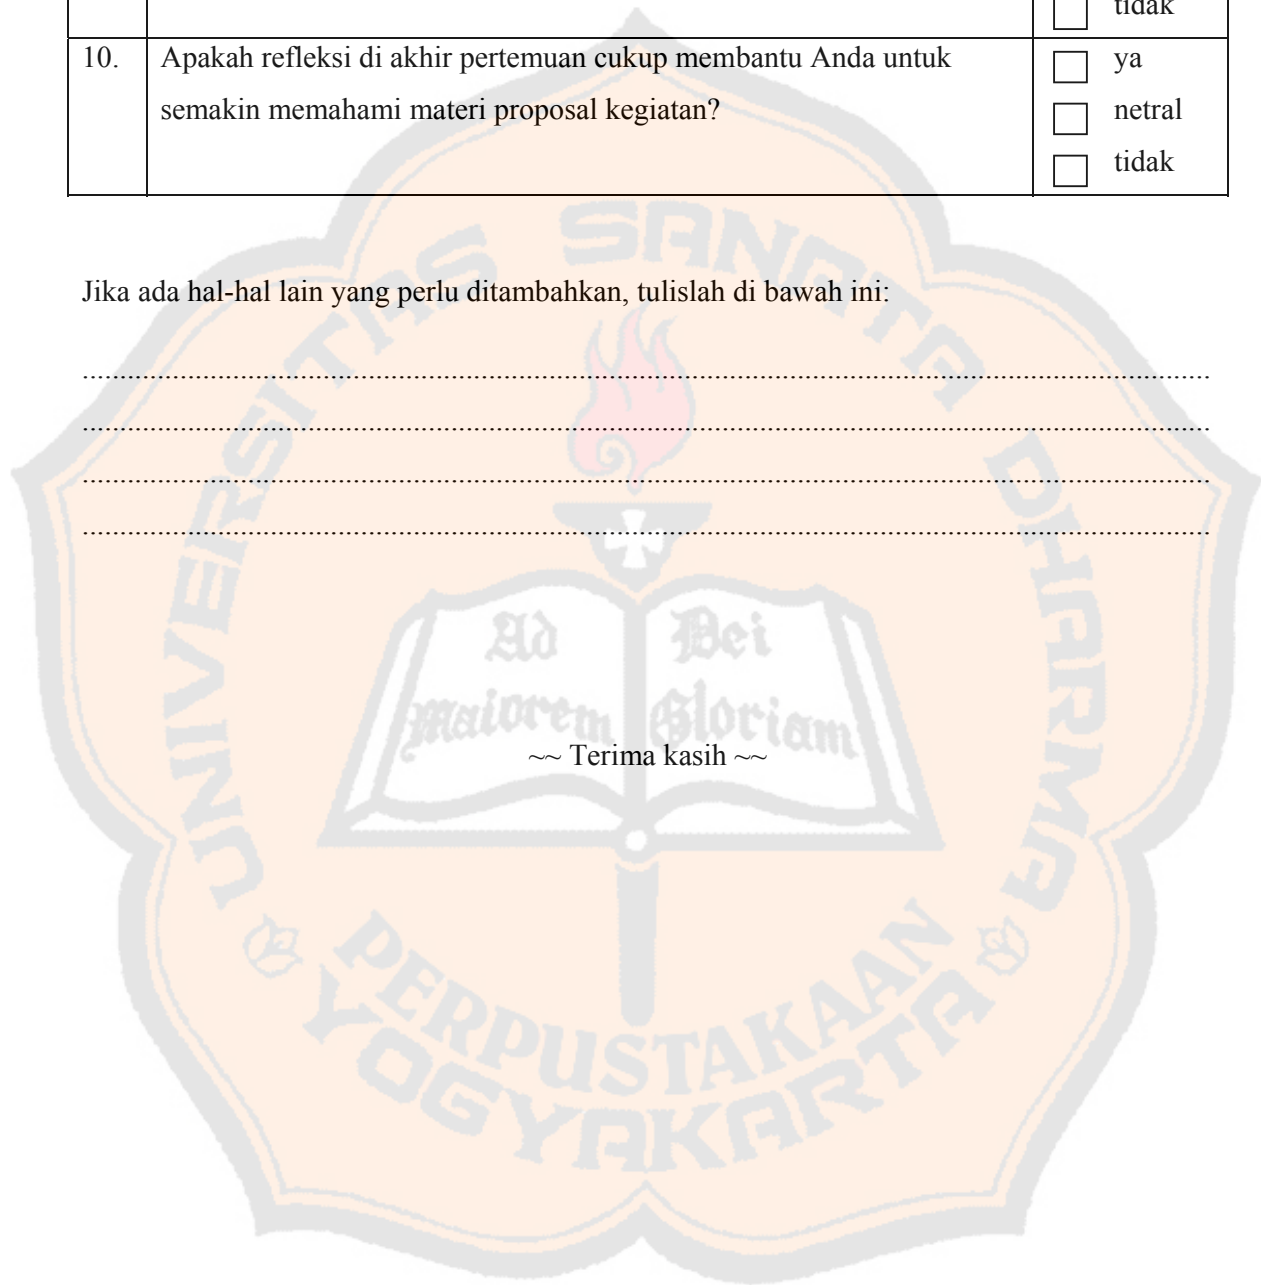 tidak
10. Apakah refleksi di akhir pertemuan cukup membantu Anda untuk ya
semakin memahami materi proposal kegiatan? netral
tidak
Jika ada hal-hal lain yang perlu ditambahkan, tulislah di bawah ini:
........................................................................................................................................................
........................................................................................................................................................
........................................................................................................................................................
........................................................................................................................................................
UNIVERSITAS SANATA DHARMA
Ad Dei
maiorem Gloriam
~~ Terima kasih ~~
PERPUSTAKAAN
YOGYAKARTA